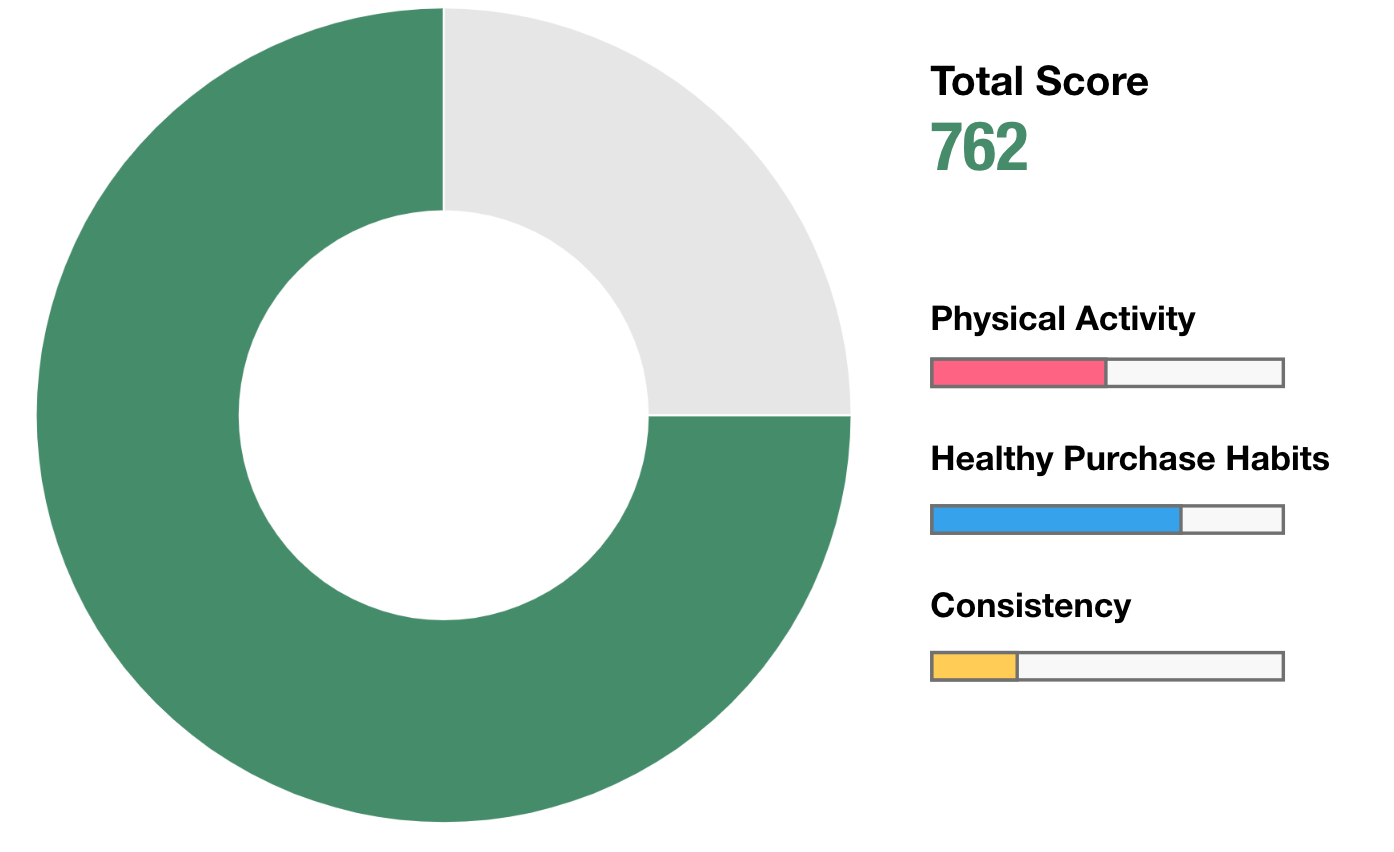 Total Score
762
Physical Activity
Healthy Purchase Habits
Consistency